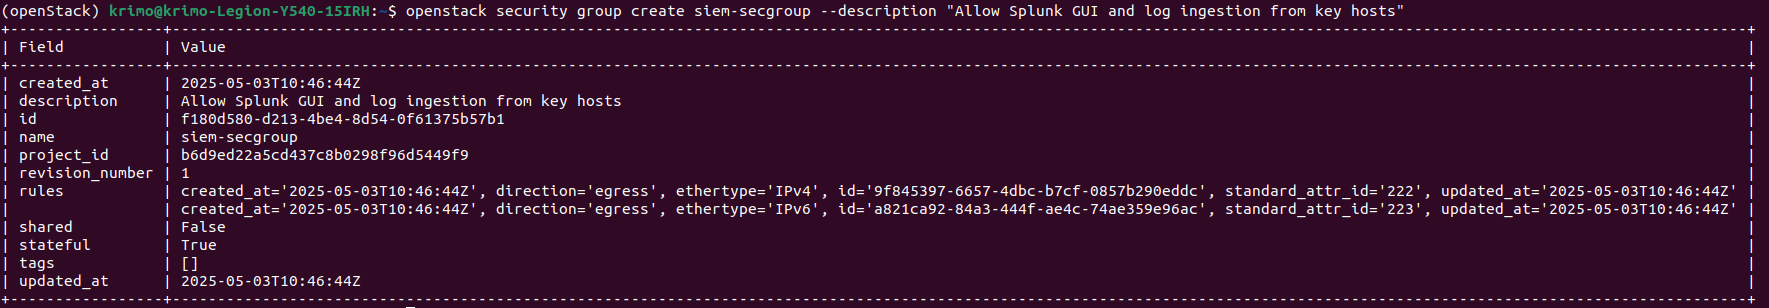 (openStack) krimo@krimo-Legion-Y540-15IRH:~$ openstack security group create siem-secgroup --description "Allow Splunk GUI and log ingestion from key hosts"
+-----------------+------------------------------------------------------------------------------------------------------------------------------------------------------------------------------+
| Field | Value |
+-----------------+------------------------------------------------------------------------------------------------------------------------------------------------------------------------------+
| created_at | 2025-05-03T10:46:44Z |
| description | Allow Splunk GUI and log ingestion from key hosts |
| id | f180d580-d213-4be4-8d54-0f61375b57b1 |
| name | siem-secgroup |
| project_id | b6d9ed22a5cd437c8b0298f96d5449f9 |
| revision_number | 1 |
| rules | created_at='2025-05-03T10:46:44Z', direction='egress', ethertype='IPv4', id='9f845397-6657-4dbc-b7cf-0857b290eddc', standard_attr_id='222', updated_at='2025-05-03T10:46:44Z' |
| | created_at='2025-05-03T10:46:44Z', direction='egress', ethertype='IPv6', id='a821ca92-84a3-444f-ae4c-74ae359e96ac', standard_attr_id='223', updated_at='2025-05-03T10:46:44Z' |
| shared | False |
| stateful | True |
| tags | [] |
| updated_at | 2025-05-03T10:46:44Z |
+-----------------+------------------------------------------------------------------------------------------------------------------------------------------------------------------------------+